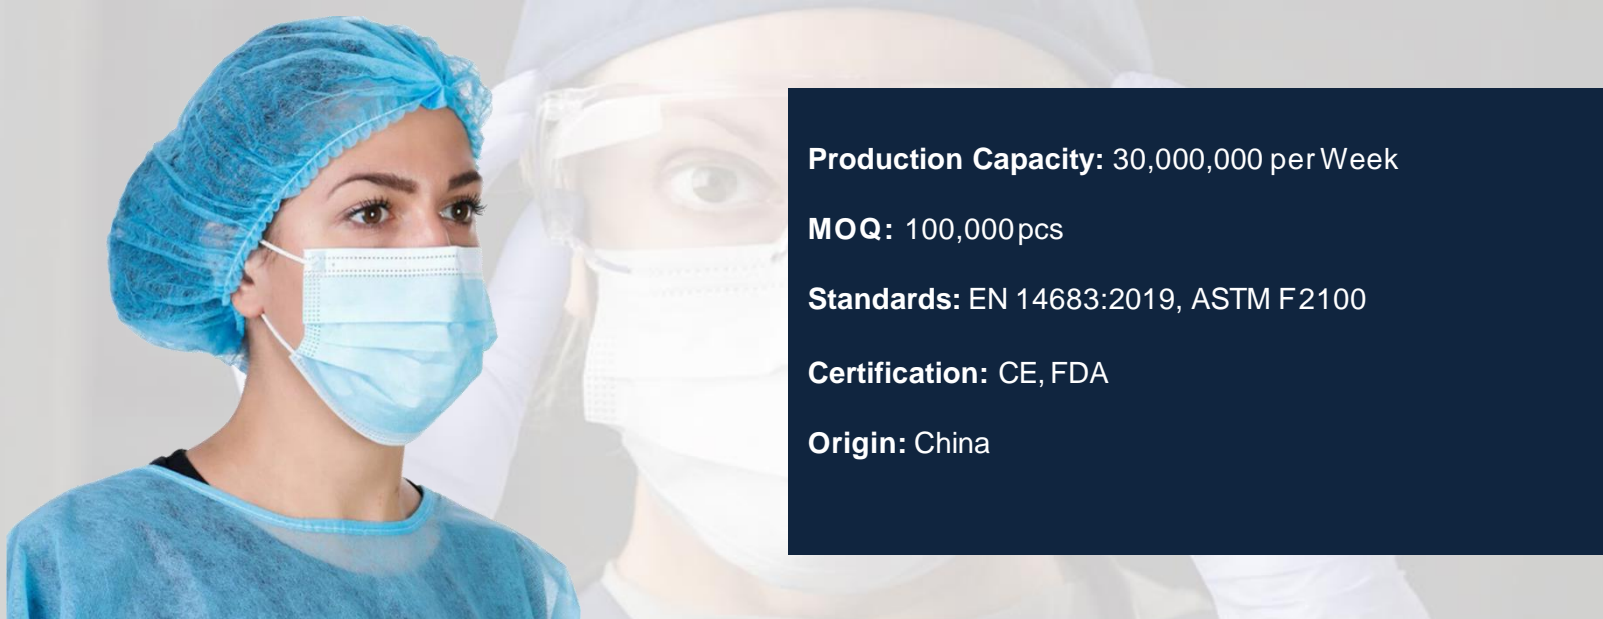 Production Capacity: 30,000,000 per Week
MOQ: 100,000pcs
Standards: EN 14683:2019, ASTM F2100
Certification: CE, FDA
Origin: China